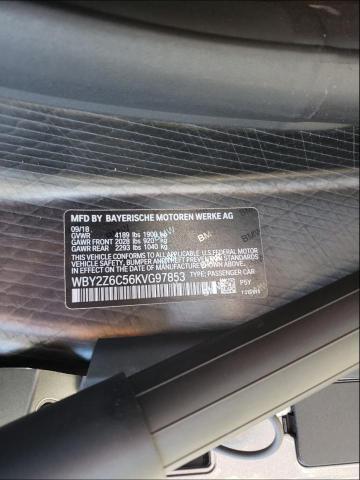 MFD BY BAYERISCHE MOTOREN WERKE AG
09/18
GVWR 4189 lbs 1900 kg
GAWR FRONT 2028 lbs 920 kg
GAWR REAR 2293 lbs 1040 kg
THIS VEHICLE CONFORMS TO ALL APPLICABLE FEDERAL MOTOR VEHICLE
SAFETY, BUMPER AND THEFT PREVENTION STANDARDS IN EFFECT ON THE
DATE OF MANUFACTURE SHOWN ABOVE.
WBY2Z6C56KVG97853 TYPE: PASSENGER CAR
P5Y